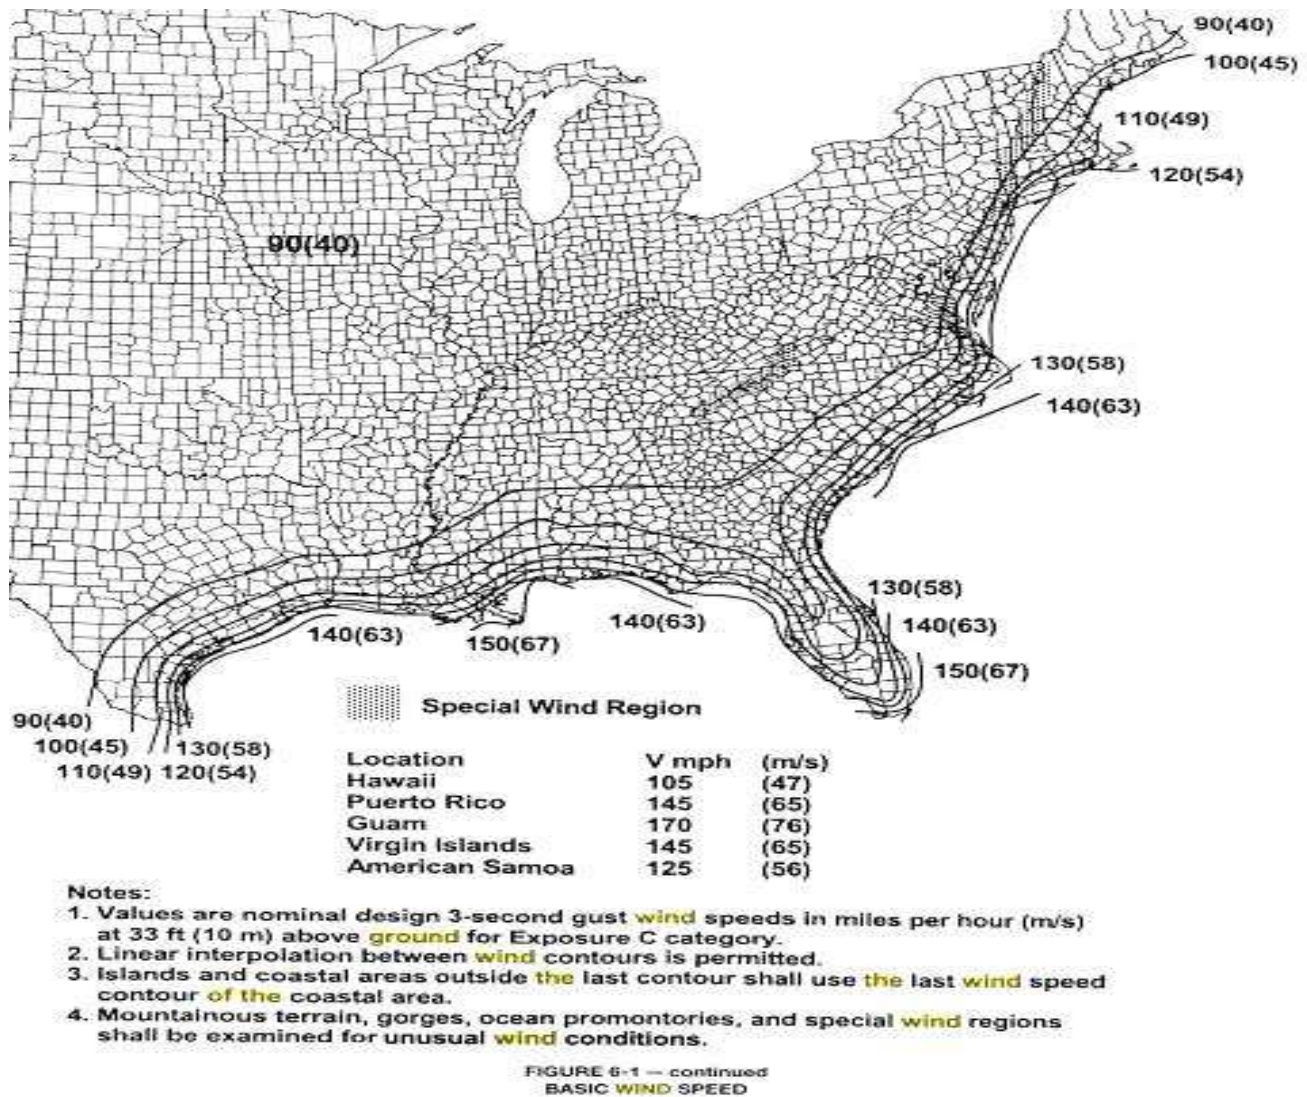 90(40)
100(45)
110(49)
120(54)
90(40)
130(58)
140(63)
130(58)
140(63)
140(63)
140(63)
150(67)
150(67)
Special Wind Region
90(40)
100(45)
130(58)
110(49) 120(54)
Location V mph (m/s)
Hawaii 105 (47)
Puerto Rico 145 (65)
Guam 170 (76)
Virgin Islands 145 (65)
American Samoa 125 (56)
Notes:
1. Values are nominal design 3-second gust wind speeds in miles per hour (m/s)
at 33 ft (10 m) above ground for Exposure C category.
2. Linear interpolation between wind contours is permitted.
3. Islands and coastal areas outside the last contour shall use the last wind speed
contour of the coastal area.
4. Mountainous terrain, gorges, ocean promontories, and special wind regions
shall be examined for unusual wind conditions.
FIGURE 6-1 — continued
BASIC WIND SPEED